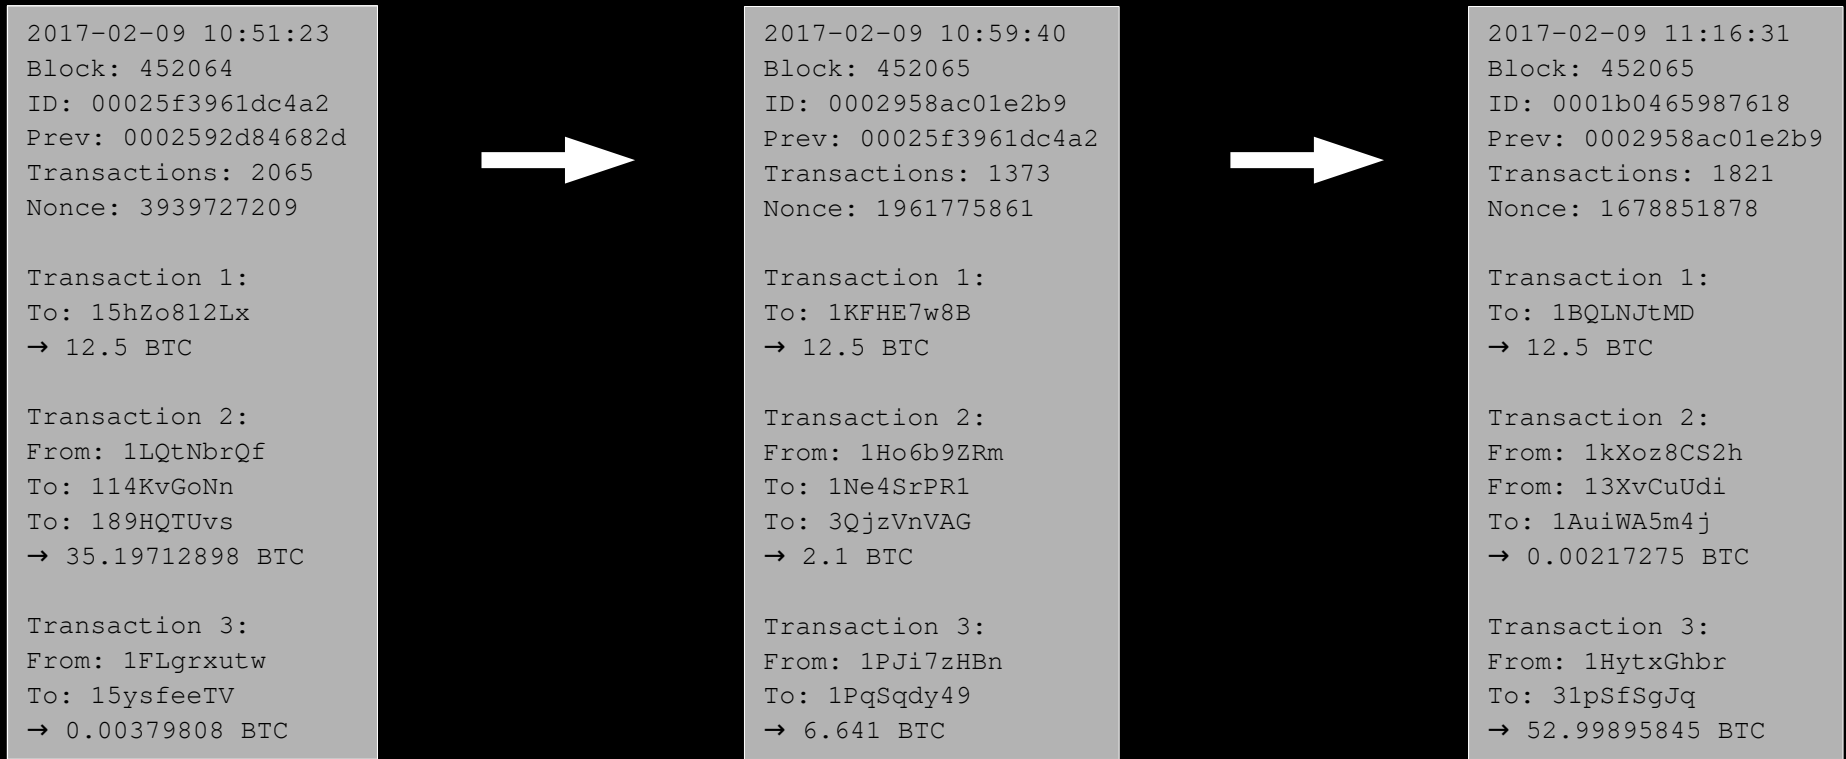 2017-02-09 10:51:23
Block: 452064
ID: 00025f3961dc4a2
Prev: 0002592d84682d
Transactions: 2065
Nonce: 3939727209
Transaction 1:
To: 15hZo812Lx
→ 12.5 BTC
Transaction 2:
From: 1LQtNbrQf
To: 114KvGoNn
To: 189HQTUvs
→ 35.19712898 BTC
Transaction 3:
From: 1FLgrxutw
To: 15ysfeeTV
→ 0.00379808 BTC
2017-02-09 10:59:40
Block: 452065
ID: 0002958ac01e2b9
Prev: 00025f3961dc4a2
Transactions: 1373
Nonce: 1961775861
Transaction 1:
To: 1KFHE7w8B
→ 12.5 BTC
Transaction 2:
From: 1Ho6b9ZRm
To: 1Ne4SrPR1
To: 3QjzVnVAG
→ 2.1 BTC
Transaction 3:
From: 1PJi7zHBn
To: 1PqSqdy49
→ 6.641 BTC
2017-02-09 11:16:31
Block: 452065
ID: 0001b0465987618
Prev: 0002958ac01e2b9
Transactions: 1821
Nonce: 1678851878
Transaction 1:
To: 1BQLNJtMD
→ 12.5 BTC
Transaction 2:
From: 1kXoz8CS2h
From: 13XvCuUdi
To: 1AuiWA5m4j
→ 0.00217275 BTC
Transaction 3:
From: 1HytxGhbr
To: 31pSfSgJq
→ 52.99895845 BTC